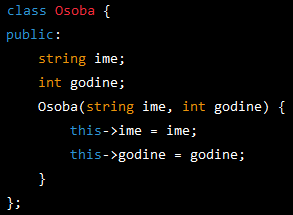 class Osoba {
public:
    string ime;
    int godine;
    Osoba(string ime, int godine) {
        this->ime = ime;
        this->godine = godine;
    }
};